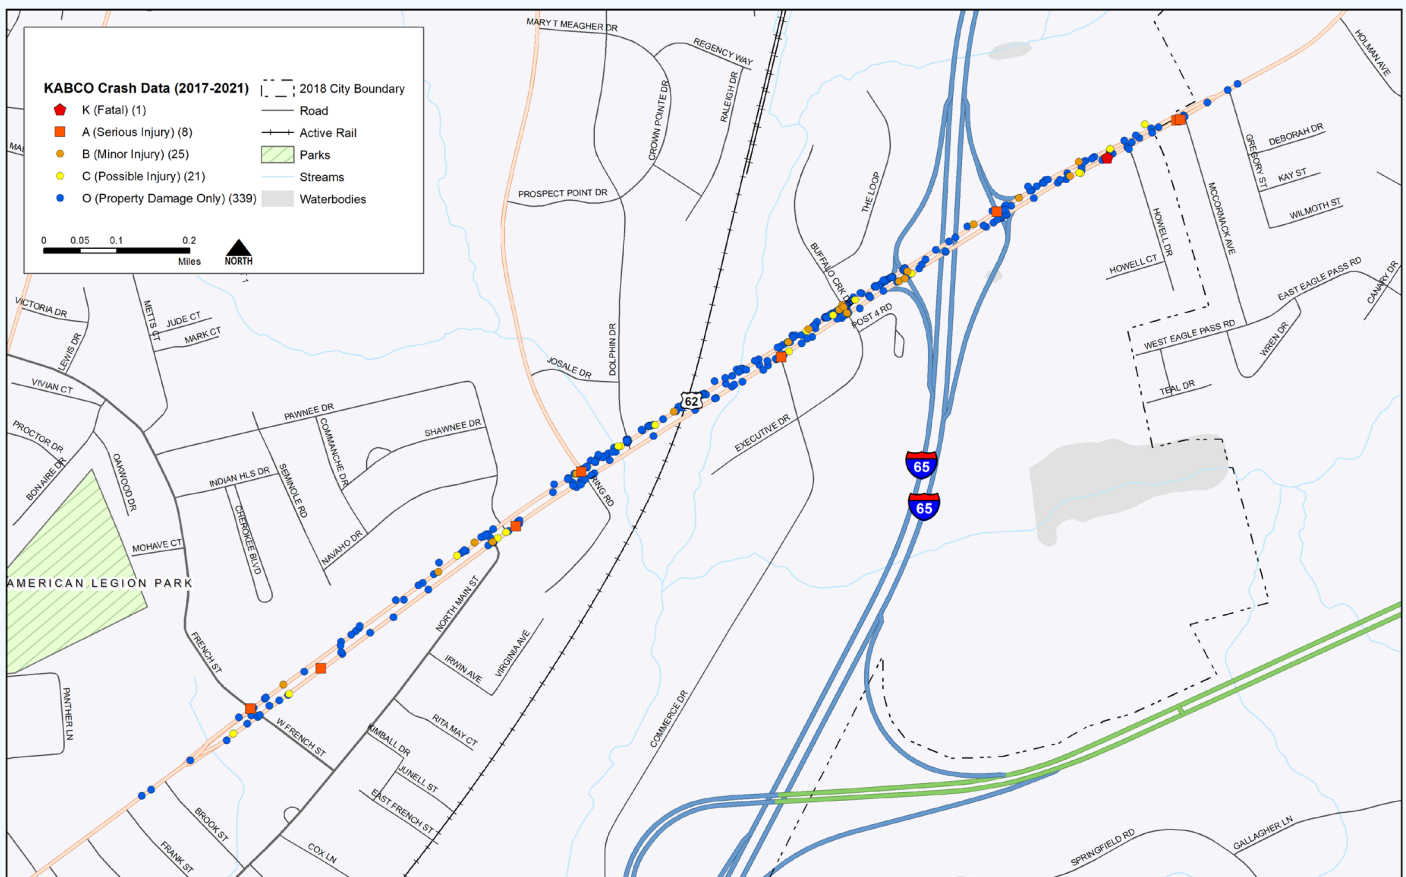 KABCO Crash Data (2017-2021)
K (Fatal) (1)
A (Serious Injury) (8)
B (Minor Injury) (25)
C (Possible Injury) (21)
O (Property Damage Only) (339)
2018 City Boundary
Road
Active Rail
Parks
Streams
Waterbodies
0 0.05 0.1 0.2
Miles
NORTH
MARY T MEAGHER DR
REGENCY WAY
RALEIGH DR
CROWN POINTE DR
PROSPECT POINT DR
THE LOOP
HOLMAN AVE
DEBORAH DR
GREGORY ST
KAY ST
WILMOTH ST
MCCORMACK AVE
HOWELL DR
HOWELL CT
EAST EAGLE PASS RD
CANARY DR
WEST EAGLE PASS RD
WREN DR
TEAL DR
BUFFALO CRK
POST 4 RD
VICTORIA DR
METTS CT
JUDE CT
MARK CT
LEWIS DR
VIVIAN CT
DOLPHIN DR
JOSALE DR
62
PAWNEE DR
SHAWNEE DR
COMMANCHE DR
EXECUTIVE DR
PROCTOR DR
BON AIRE DR
OAKWOOD DR
INDIAN HLS DR
SEMINOLE RD
CHEROKEE BLVD
NAVAHO DR
MOHAVE CT
RING RD
65
65
AMERICAN LEGION PARK
NORTH MAIN ST
FRENCH ST
IRWIN AVE
VIRGINIA AVE
PANTHER LN
W FRENCH ST
RITA MAY CT
KIMBALL DR
JUNELL ST
EAST FRENCH ST
COMMERCE DR
BROOK ST
FRANK ST
COX LN
SPRINGFIELD RD
GALLAGHER LN